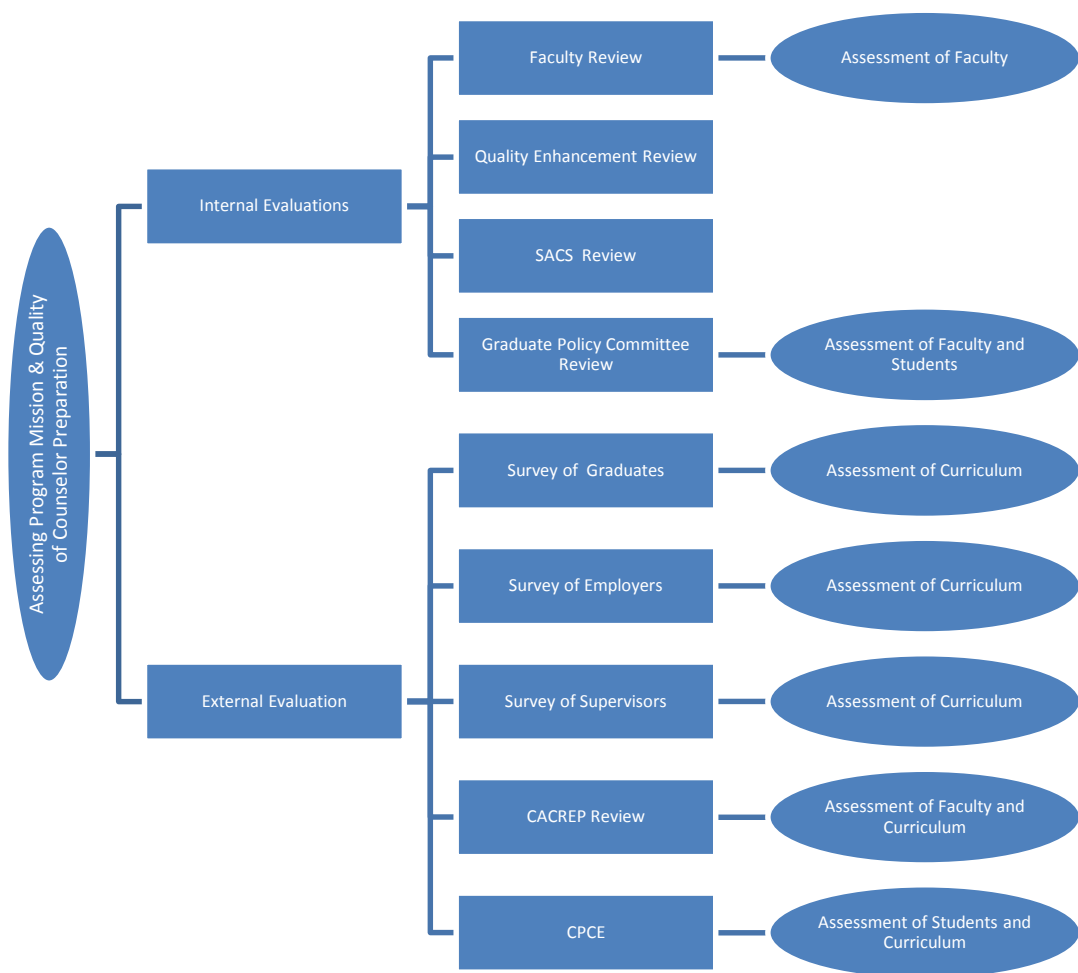 Assessing Program Mission & Quality
of Counselor Preparation
Internal Evaluations
Faculty Review
Assessment of Faculty
Quality Enhancement Review
SACS Review
Graduate Policy Committee
Review
Assessment of Faculty and
Students
External Evaluation
Survey of Graduates
Assessment of Curriculum
Survey of Employers
Assessment of Curriculum
Survey of Supervisors
Assessment of Curriculum
CACREP Review
Assessment of Faculty and
Curriculum
CPCE
Assessment of Students and
Curriculum